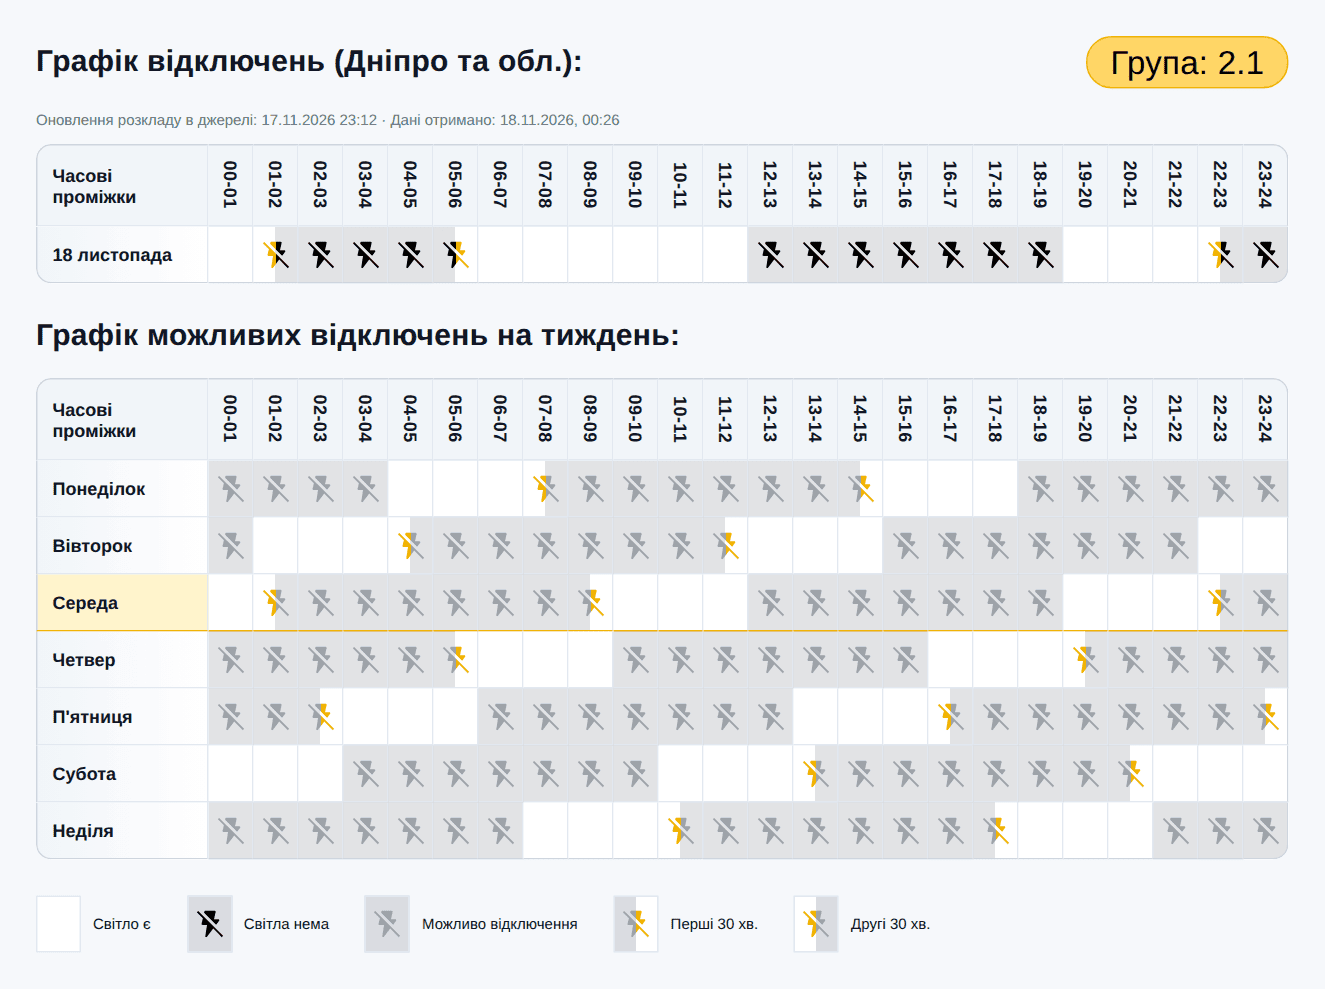 Графік відключень (Дніпро та обл.):
Група: 2.1
Оновлення розкладу в джерелі: 17.11.2026 23:12 · Дані отримано: 18.11.2026, 00:26
Часові проміжки 00-01 01-02 02-03 03-04 04-05 05-06 06-07 07-08 08-09 09-10 10-11 11-12 12-13 13-14 14-15 15-16 16-17 17-18 18-19 19-20 20-21 21-22 22-23 23-24
18 листопада
Графік можливих відключень на тиждень:
Часові проміжки 00-01 01-02 02-03 03-04 04-05 05-06 06-07 07-08 08-09 09-10 10-11 11-12 12-13 13-14 14-15 15-16 16-17 17-18 18-19 19-20 20-21 21-22 22-23 23-24
Понеділок
Вівторок
Середа
Четвер
П'ятниця
Субота
Неділя
Світло є Світла нема Можливо відключення Перші 30 хв. Другі 30 хв.